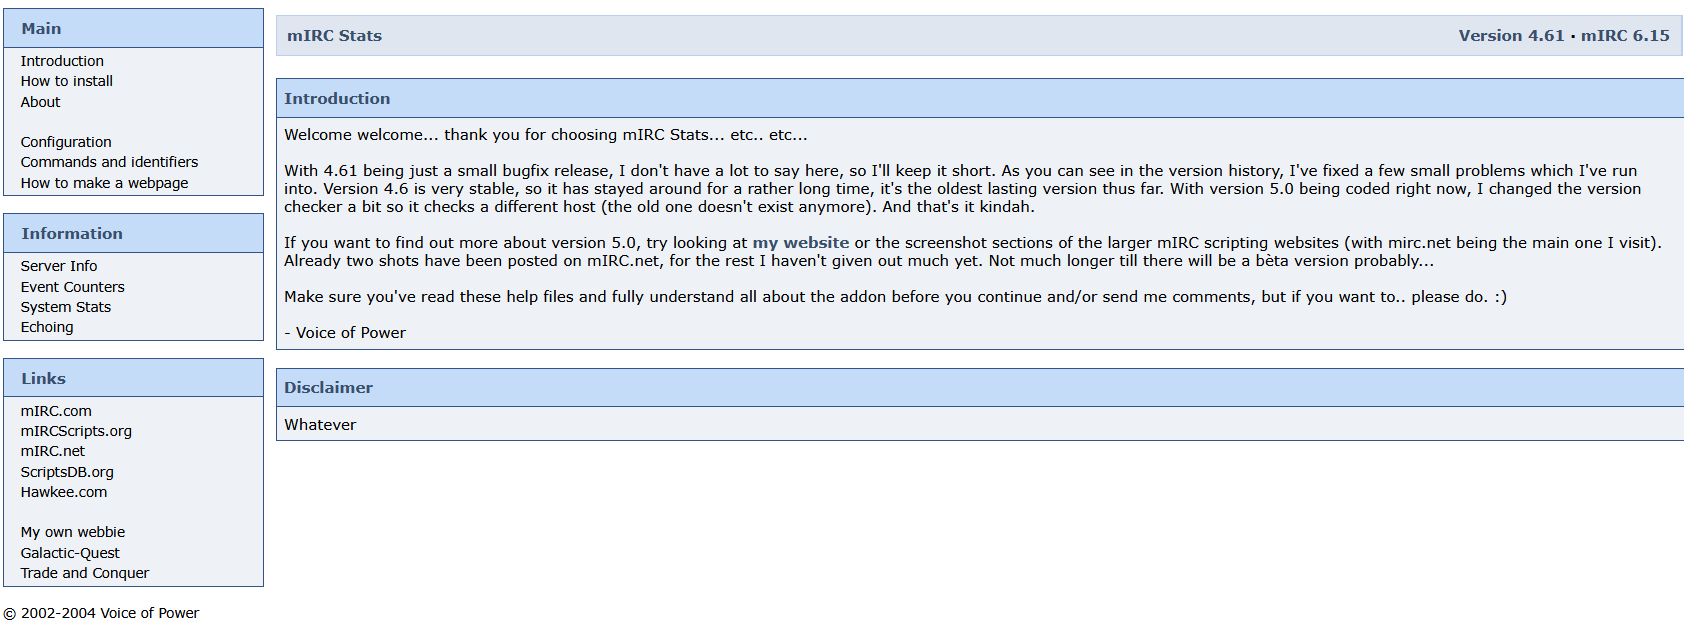 Main
Introduction
How to install
About
Configuration
Commands and identifiers
How to make a webpage
Information
Server Info
Event Counters
System Stats
Echoing
Links
mIRC.com
mIRCScripts.org
mIRC.net
ScriptsDB.org
Hawkee.com
My own webbie
Galactic-Quest
Trade and Conquer
© 2002-2004 Voice of Power
mIRC Stats
Version 4.61 · mIRC 6.15
Introduction
Welcome welcome... thank you for choosing mIRC Stats... etc.. etc...
With 4.61 being just a small bugfix release, I don't have a lot to say here, so I'll keep it short. As you can see in the version history, I've fixed a few small problems which I've run
into. Version 4.6 is very stable, so it has stayed around for a rather long time, it's the oldest lasting version thus far. With version 5.0 being coded right now, I changed the version
checker a bit so it checks a different host (the old one doesn't exist anymore). And that's it kindah.
If you want to find out more about version 5.0, try looking at my website or the screenshot sections of the larger mIRC scripting websites (with mirc.net being the main one I visit).
Already two shots have been posted on mIRC.net, for the rest I haven't given out much yet. Not much longer till there will be a bèta version probably...
Make sure you've read these help files and fully understand all about the addon before you continue and/or send me comments, but if you want to.. please do. :)
- Voice of Power
Disclaimer
Whatever